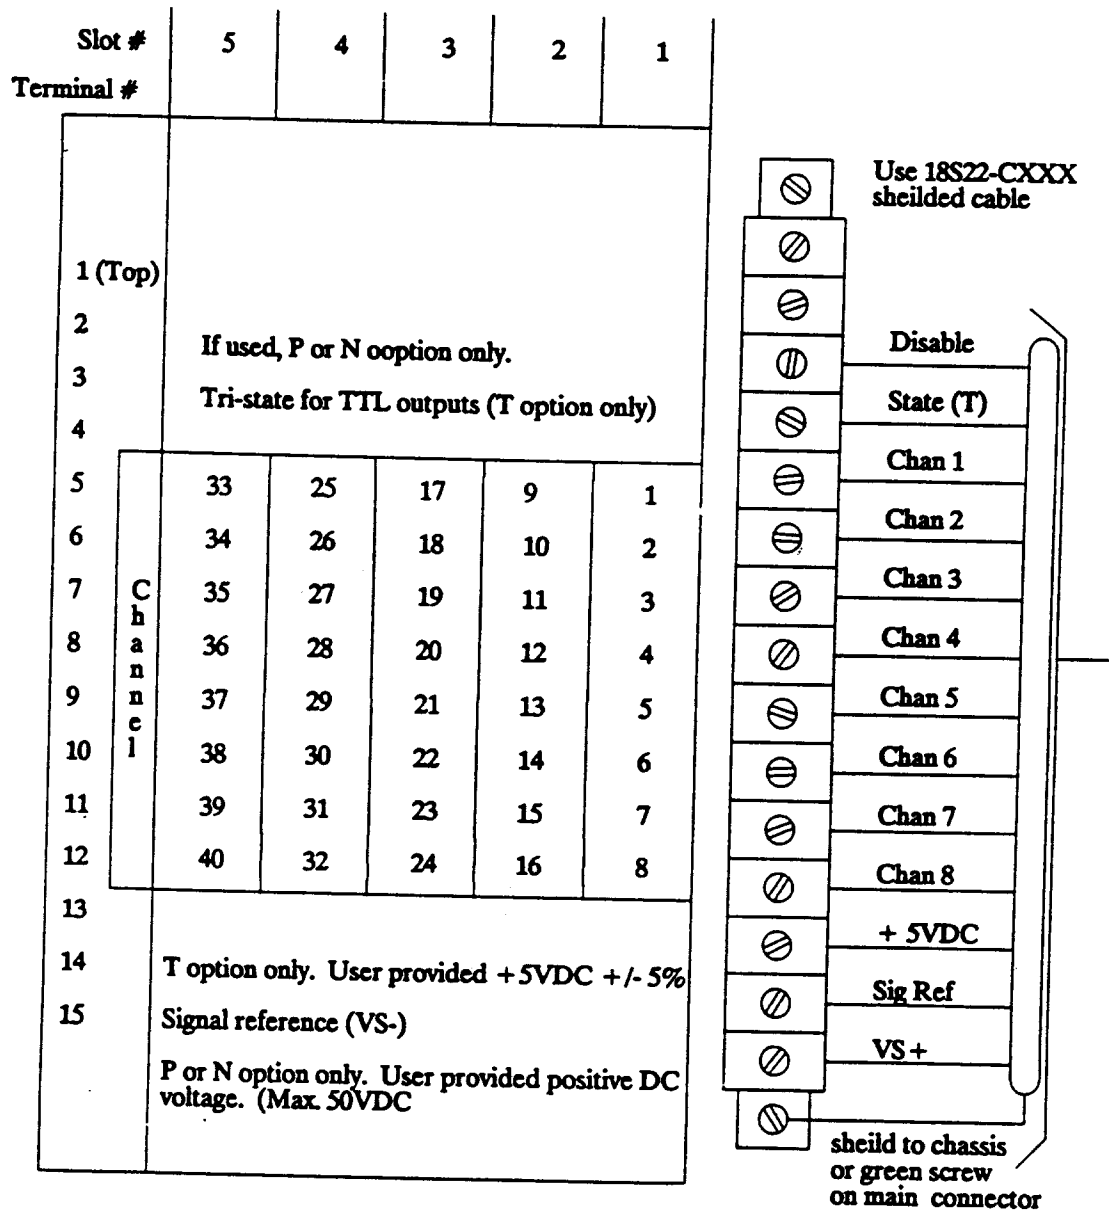 Slot # 5 4 3 2 1
Terminal #
1 (Top)
2
If used, P or N ooption only.
3
Tri-state for TTL outputs (T option only)
4
5 33 25 17 9 1
6 34 26 18 10 2
7 35 27 19 11 3
8 36 28 20 12 4
9 37 29 21 13 5
10 38 30 22 14 6
11 39 31 23 15 7
12 40 32 24 16 8
Channel
13
14
T option only. User provided +5VDC +/- 5%
15
Signal reference (VS-)
P or N option only. User provided positive DC
voltage. (Max. 50VDC
Use 18S22-CXXX
sheilded cable
Disable
State (T)
Chan 1
Chan 2
Chan 3
Chan 4
Chan 5
Chan 6
Chan 7
Chan 8
+ 5VDC
Sig Ref
VS +
sheild to chassis
or green screw
on main connector